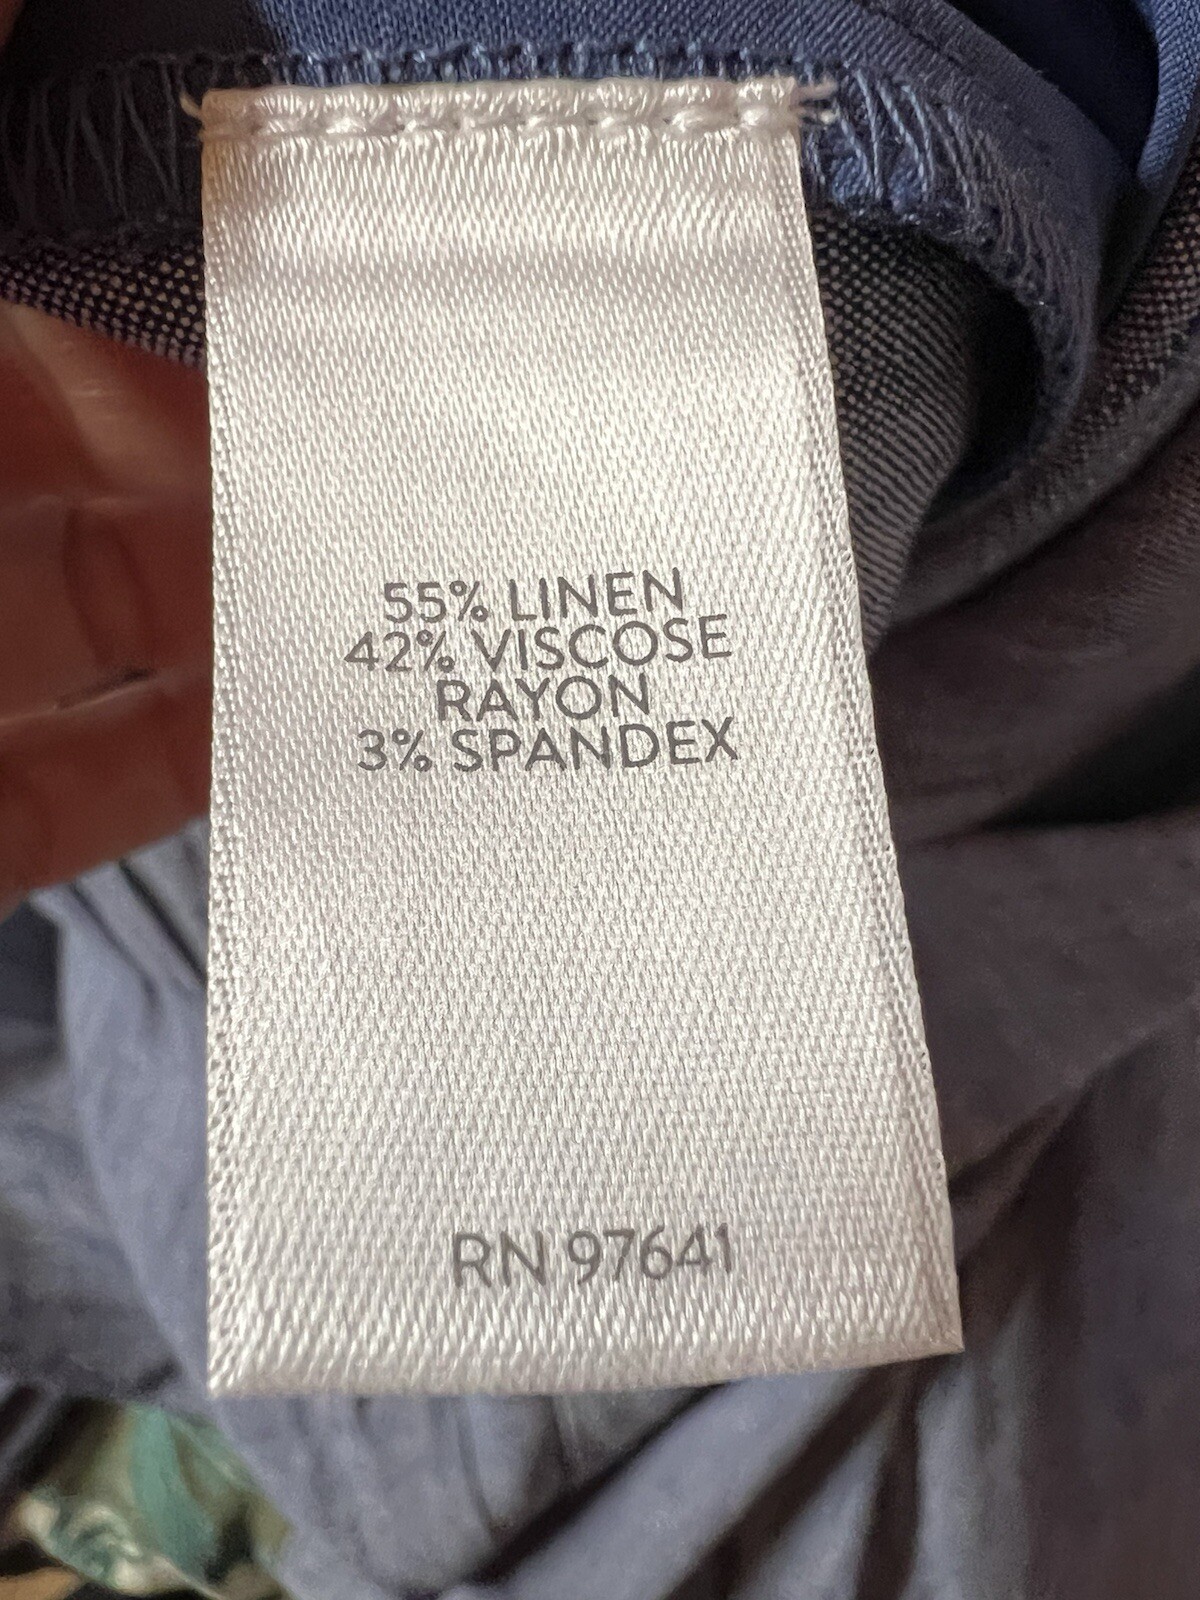 55% LINEN
42% VISCOSE
RAYON
3% SPANDEX
RN 97641